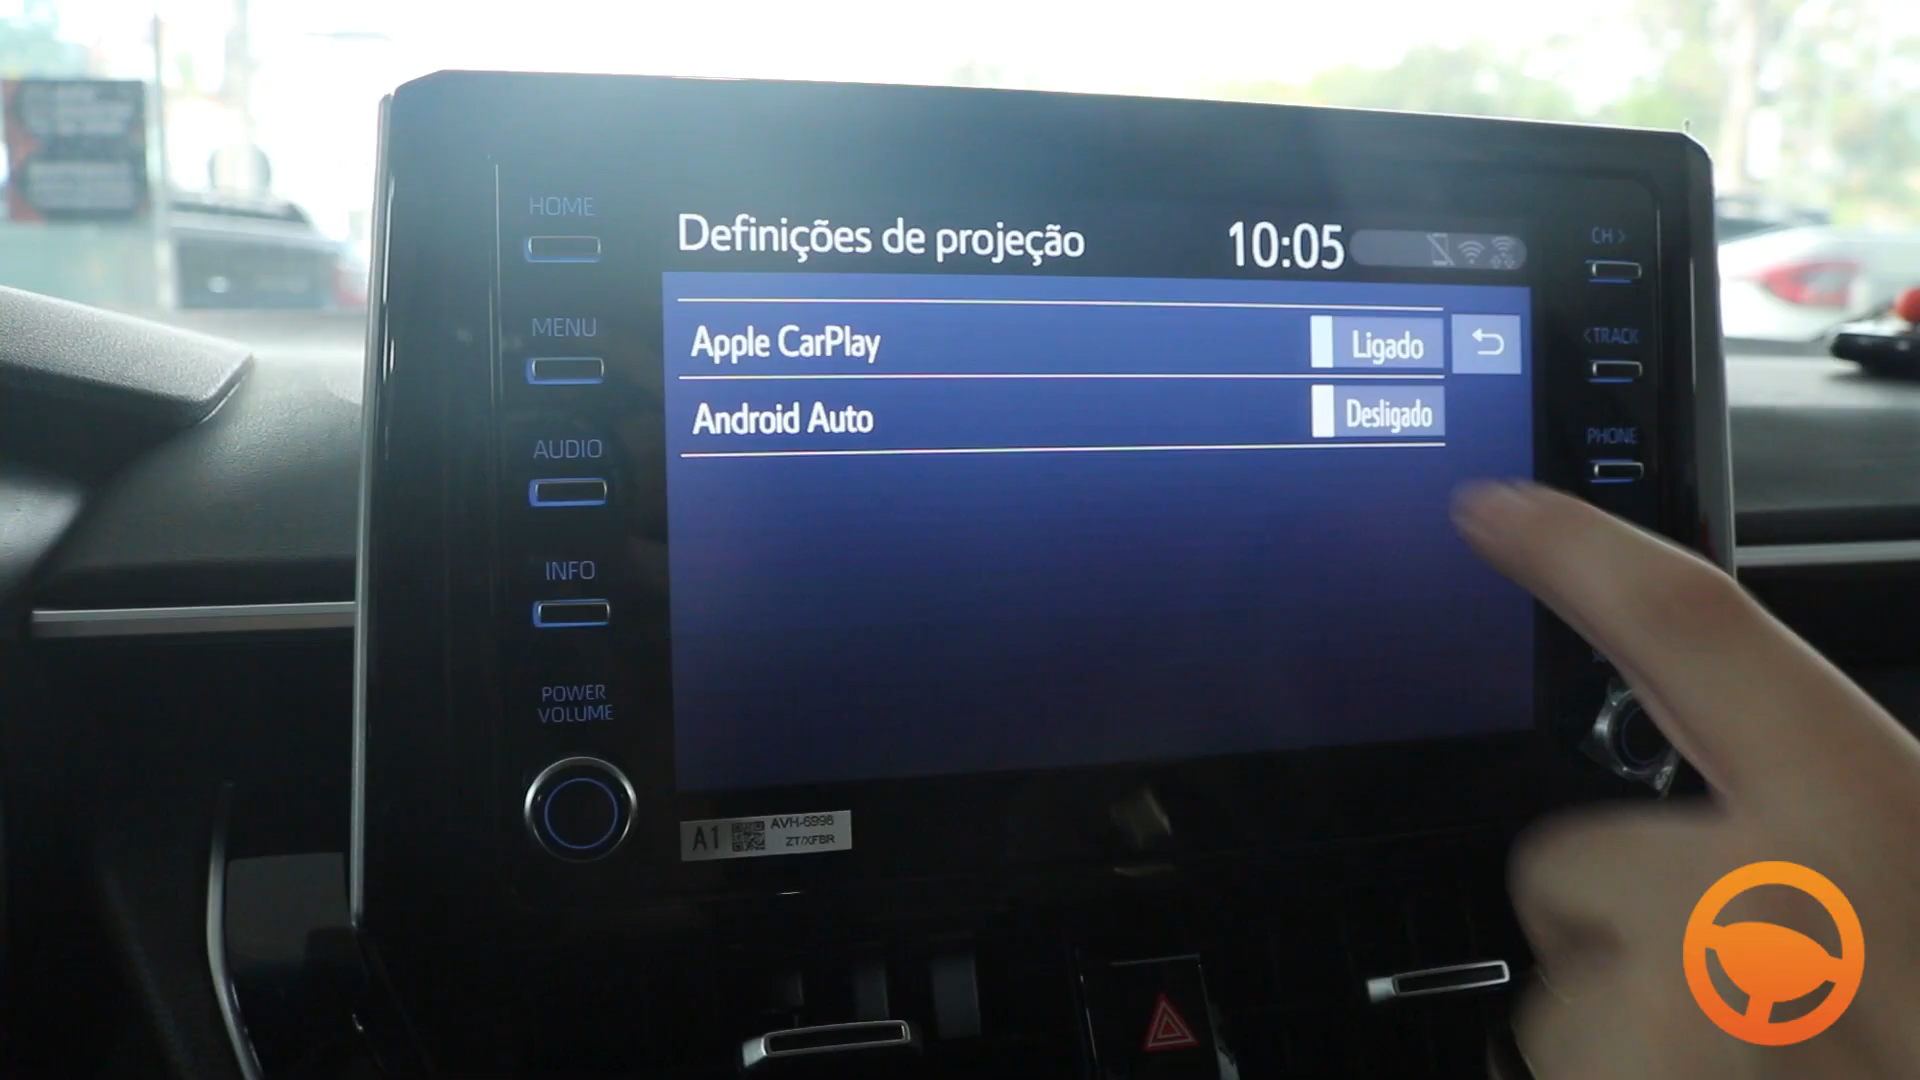 HOME
Definições de projeção
10:05
CH >
MENU
Apple CarPlay
Ligado
<TRACK
Android Auto
Desligado
AUDIO
PHONE
INFO
POWER
VOLUME
A1
AVH-6998
ZT/XFBR